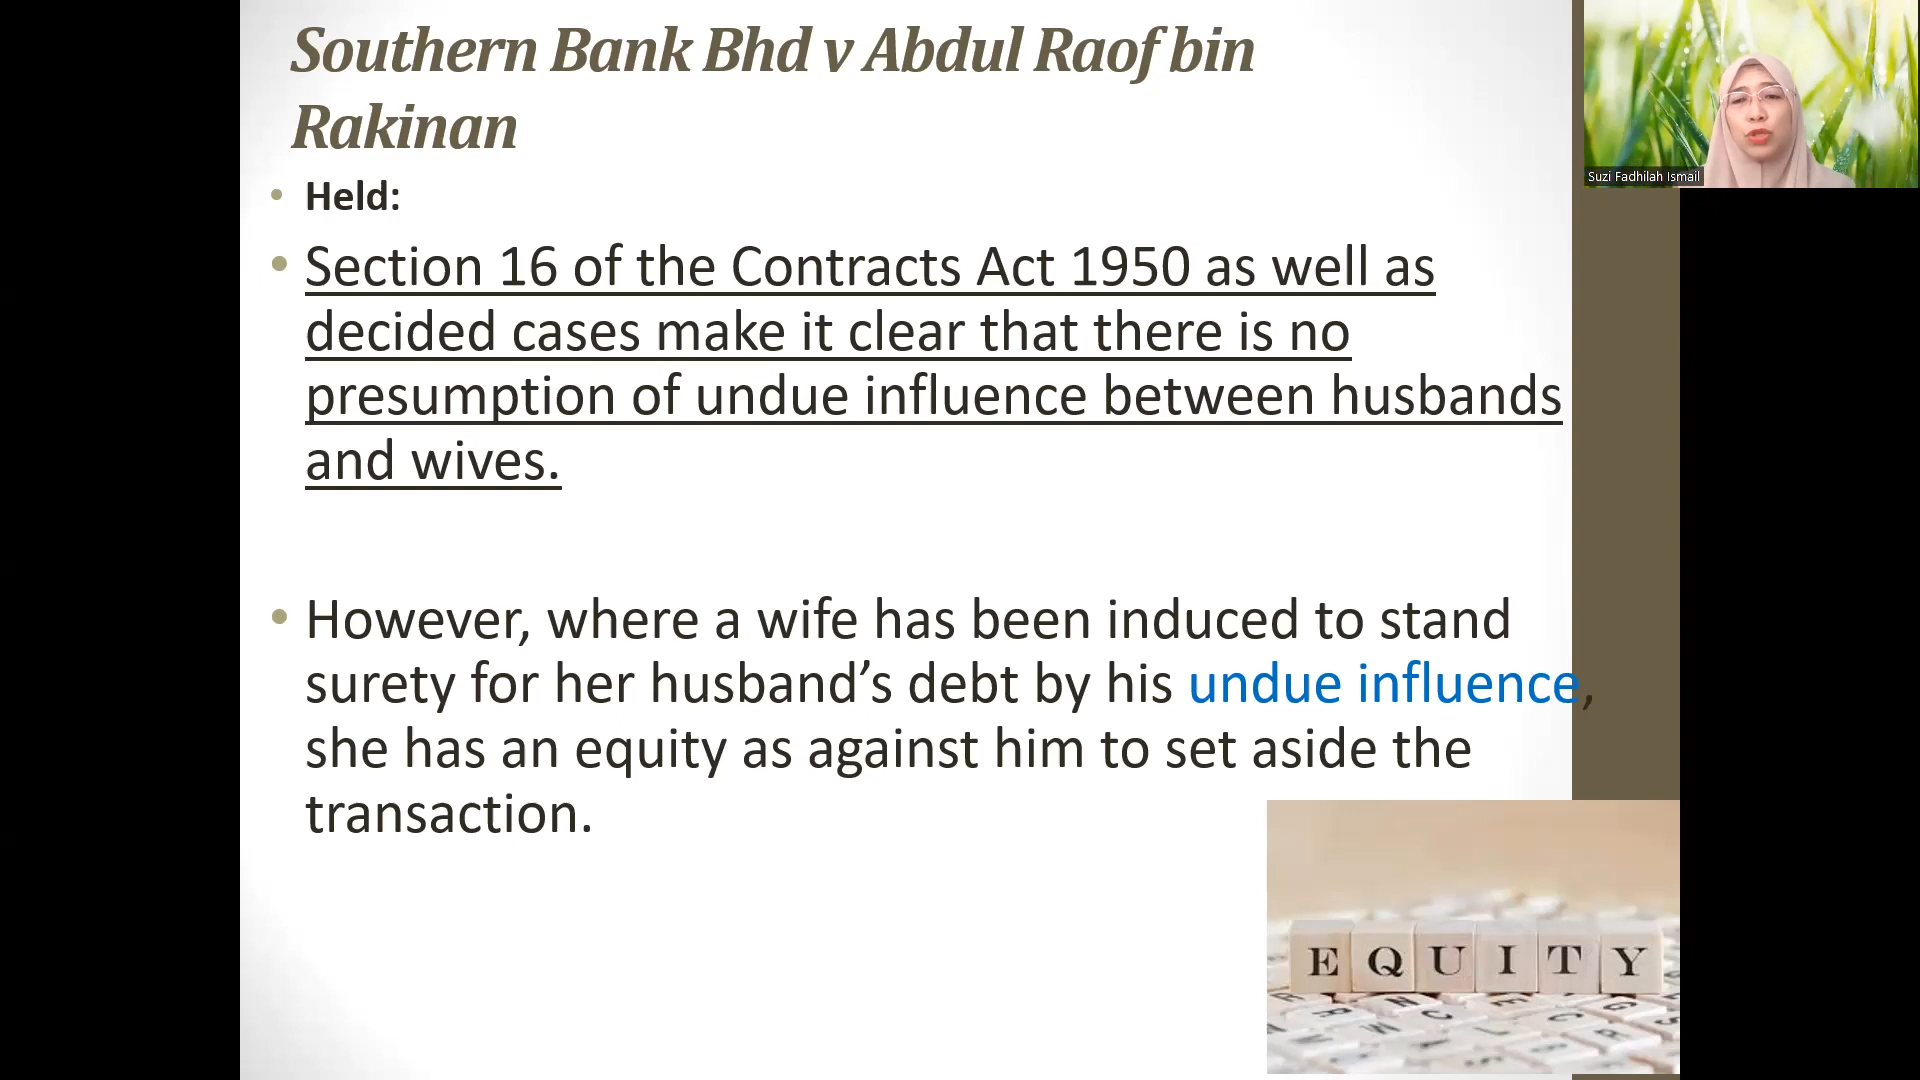 Southern Bank Bhd v Abdul Raof bin
Rakinan
• Held:
• Section 16 of the Contracts Act 1950 as well as
decided cases make it clear that there is no
presumption of undue influence between husbands
and wives.
• However, where a wife has been induced to stand
surety for her husband’s debt by his undue influence,
she has an equity as against him to set aside the
transaction.
Suzi Fadhilah Ismail
EQUITY